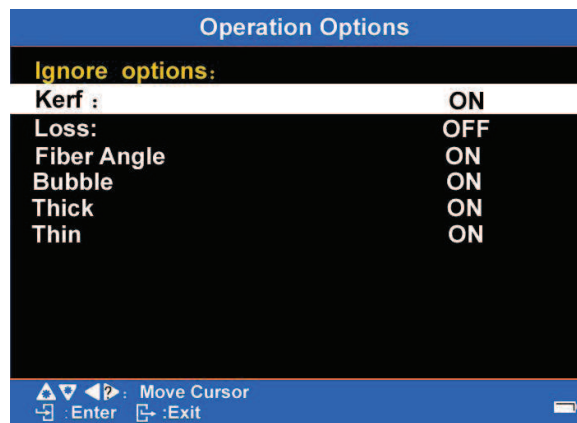 Operation Options
Ignore options:
Kerf : ON
Loss: OFF
Fiber Angle ON
Bubble ON
Thick ON
Thin ON
?: Move Cursor
:Enter :Exit